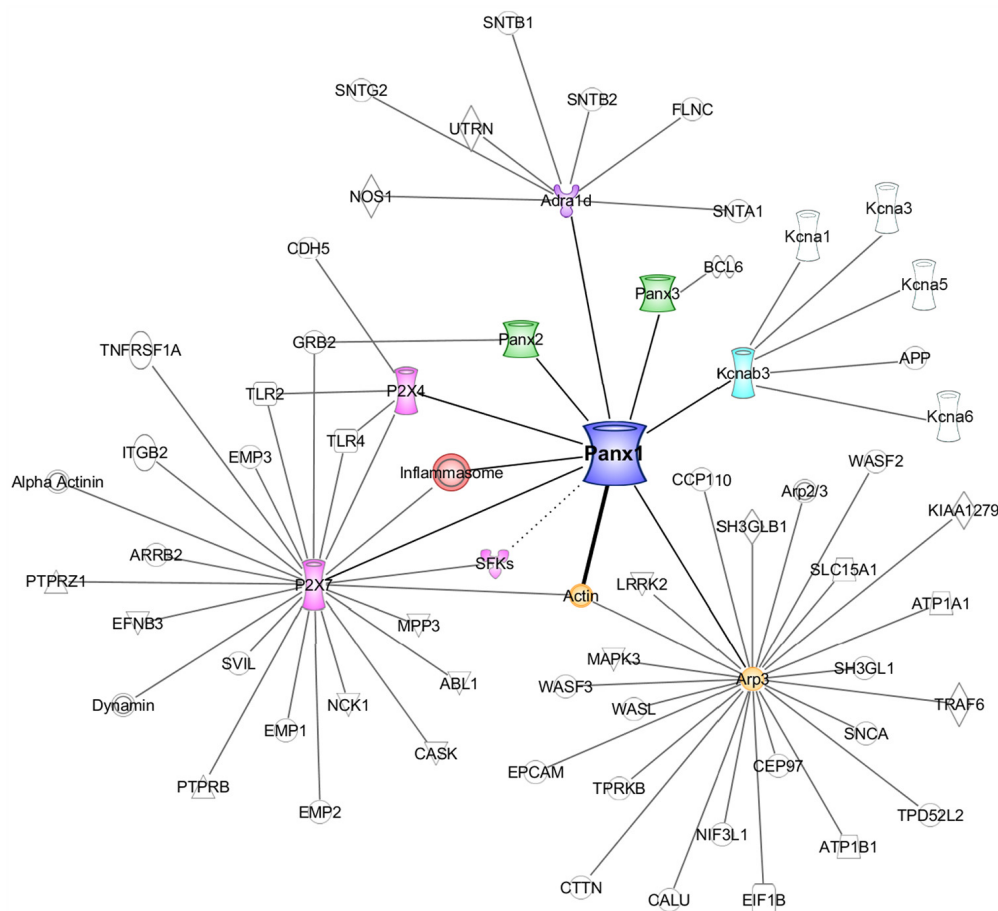 SNTB1
SNTG2
SNTB2
FLNC
UTRN
NOS1
Adra1d
SNTA1
Kcna3
Kcna1
CDH5
BCL6
Kcna5
Panx3
GRB2
Panx2
TNFRSF1A
APP
Kcnab3
TLR2
P2X4
Kcna6
TLR4
ITGB2
EMP3
Panx1
WASF2
Inflammasome
Alpha Actinin
CCP110
Arp2/3
KIAA1279
SH3GLB1
ARRB2
SFKs
SLC15A1
PTPRZ1
P2X7
LRRK2
Actin
ATP1A1
EFNB3
MPP3
MAPK3
SVIL
SH3GL1
ABL1
Arp3
WASF3
TRAF6
Dynamin
NCK1
WASL
SNCA
EMP1
CASK
EPCAM
CEP97
PTPRB
TPRKB
EMP2
TPD52L2
NIF3L1
ATP1B1
CTTN
CALU
EIF1B